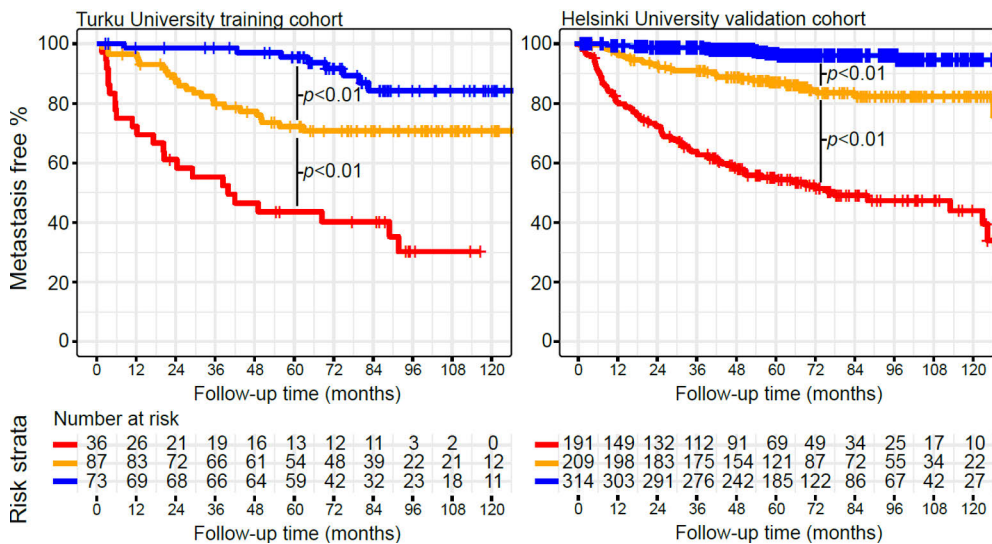 Turku University training cohort
Helsinki University validation cohort
Metastasis free %
100
80
60
40
20
0
p<0.01
p<0.01
0 12 24 36 48 60 72 84 96 108 120
Follow-up time (months)
100
80
60
40
20
0
p<0.01
p<0.01
0 12 24 36 48 60 72 84 96 108 120
Follow-up time (months)
Risk strata
Number at risk
36 26 21 19 16 13 12 11 3 2 0
87 83 72 66 61 54 48 39 22 21 12
73 69 68 66 64 59 42 32 23 18 11
0 12 24 36 48 60 72 84 96 108 120
Follow-up time (months)
191 149 132 112 91 69 49 34 25 17 10
209 198 183 175 154 121 87 72 55 34 22
314 303 291 276 242 185 122 86 67 42 27
0 12 24 36 48 60 72 84 96 108 120
Follow-up time (months)